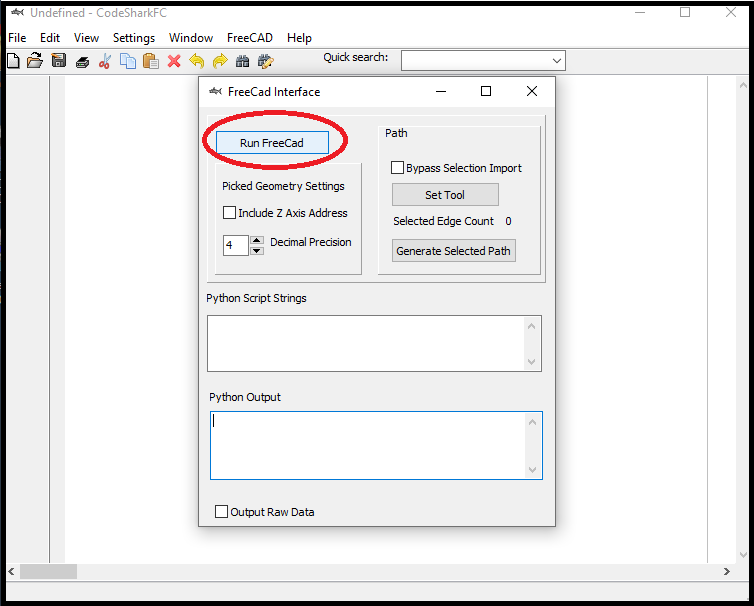 Undefined - CodeSharkFC
File Edit View Settings Window FreeCAD Help
Quick search:
FreeCad Interface
Run FreeCad
Path
Bypass Selection Import
Picked Geometry Settings
Set Tool
Include Z Axis Address
Selected Edge Count 0
4 Decimal Precision
Generate Selected Path
Python Script Strings
Python Output
Output Raw Data